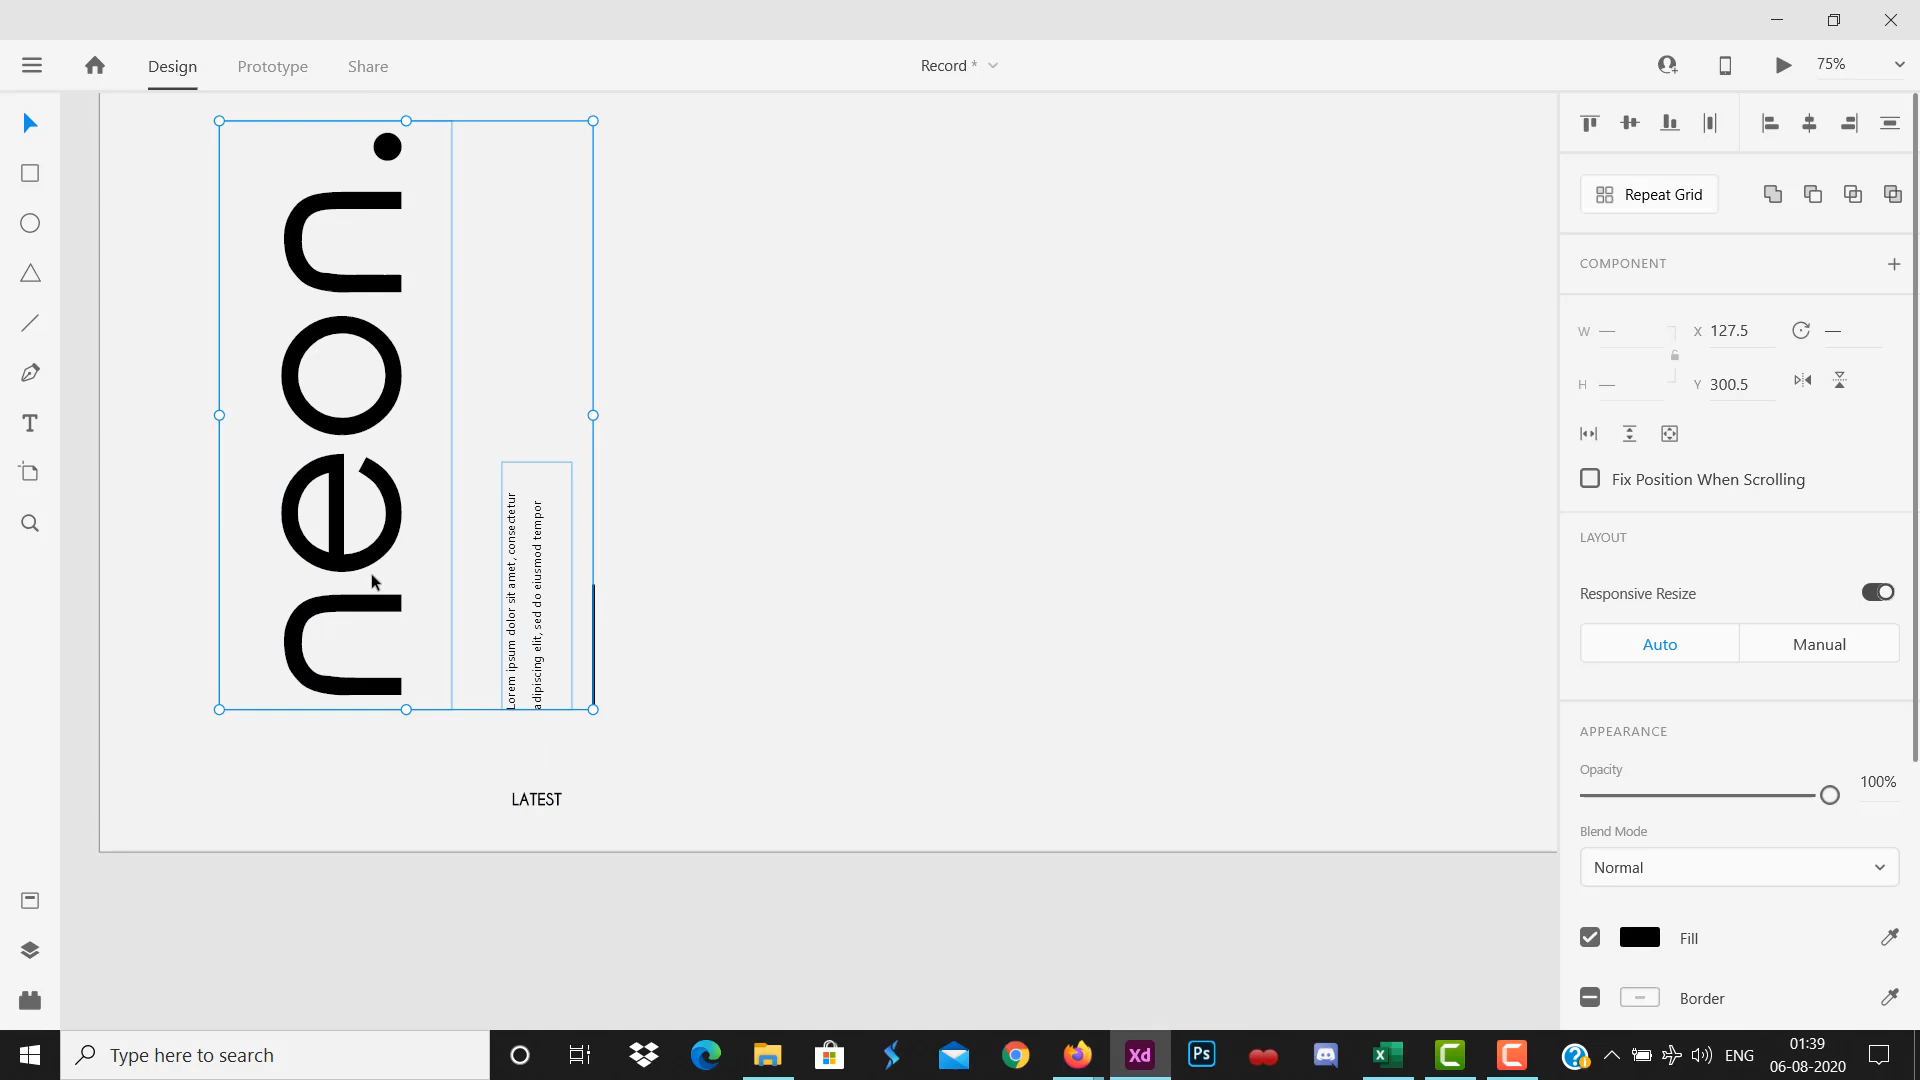 Design
Prototype
Share
Record *
75%
Repeat Grid
COMPONENT
W —
X 127.5
—
H —
Y 300.5
Fix Position When Scrolling
LAYOUT
Responsive Resize
Auto
Manual
APPEARANCE
Opacity
100%
Blend Mode
Normal
Fill
Border
neon.
Lorem ipsum dolor sit amet, consectetur
adipiscing elit, sed do eiusmod tempor
LATEST
Type here to search
Xd
Ps
ENG
01:39
06-08-2020